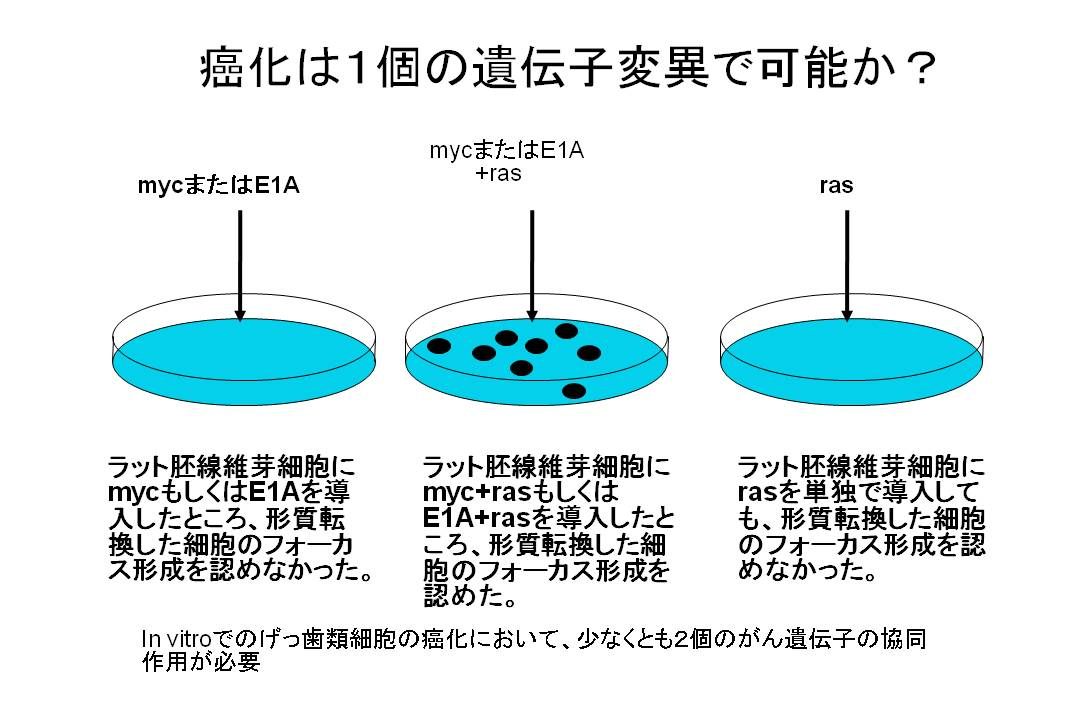 癌化は１個の遺伝子変異で可能か？
mycまたはE1A
mycまたはE1A
+ras
ras
ラット胚線維芽細胞に
mycもしくはE1Aを導
入したところ、形質転
換した細胞のフォーカ
ス形成を認めなかった。
ラット胚線維芽細胞に
myc+rasもしくは
E1A+rasを導入したと
ころ、形質転換した細
胞のフォーカス形成を
認めた。
ラット胚線維芽細胞に
rasを単独で導入して
も、形質転換した細胞
のフォーカス形成を認
めなかった。
In vitroでのげっ歯類細胞の癌化において、少なくとも２個のがん遺伝子の協同
作用が必要